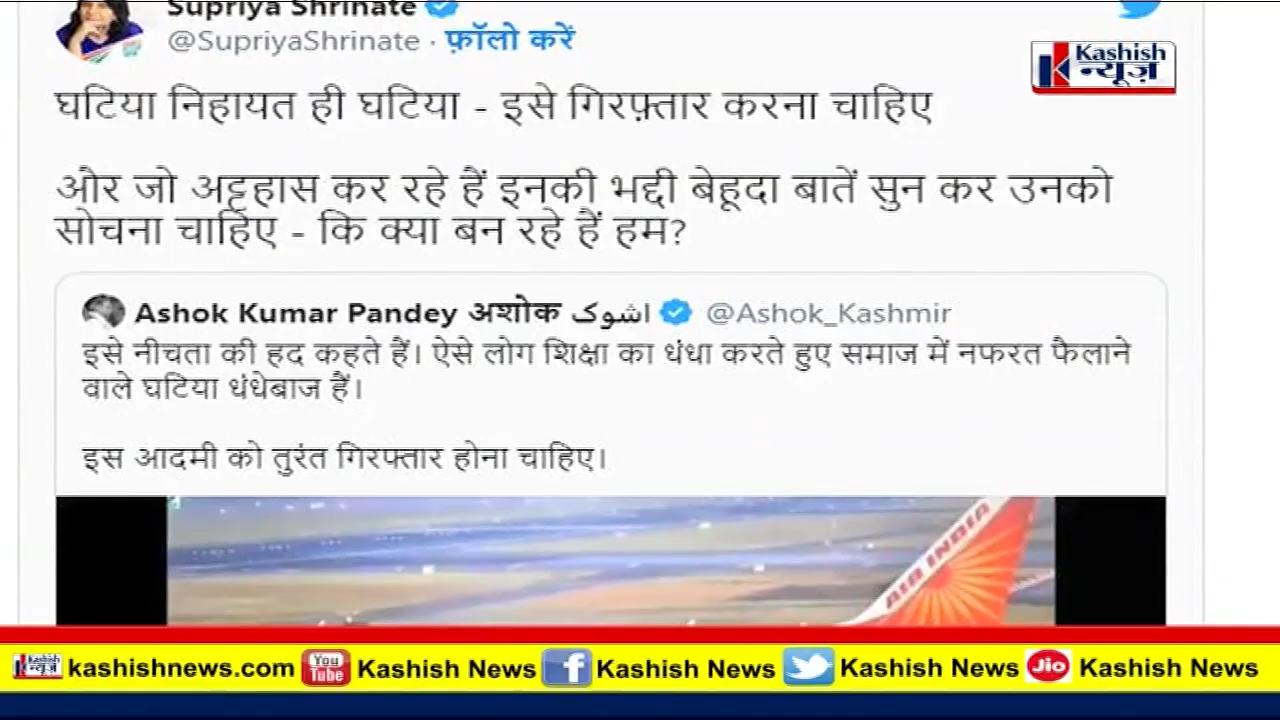 Supriya Shrinate
@SupriyaShrinate · फ़ॉलो करें
Kashish
न्यूज़
घटिया निहायत ही घटिया - इसे गिरफ़्तार करना चाहिए
और जो अट्टहास कर रहे हैं इनकी भद्दी बेहूदा बातें सुन कर उनको
सोचना चाहिए - कि क्या बन रहे हैं हम?
Ashok Kumar Pandey अशोक اشوک @Ashok_Kashmir
इसे नीचता की हद कहते हैं। ऐसे लोग शिक्षा का धंधा करते हुए समाज में नफरत फैलाने
वाले घटिया धंधेबाज हैं।
इस आदमी को तुरंत गिरफ्तार होना चाहिए।
AIR INDIA
Kashish न्यूज़ kashishnews.com You Tube Kashish News f Kashish News Kashish News Jio Kashish News